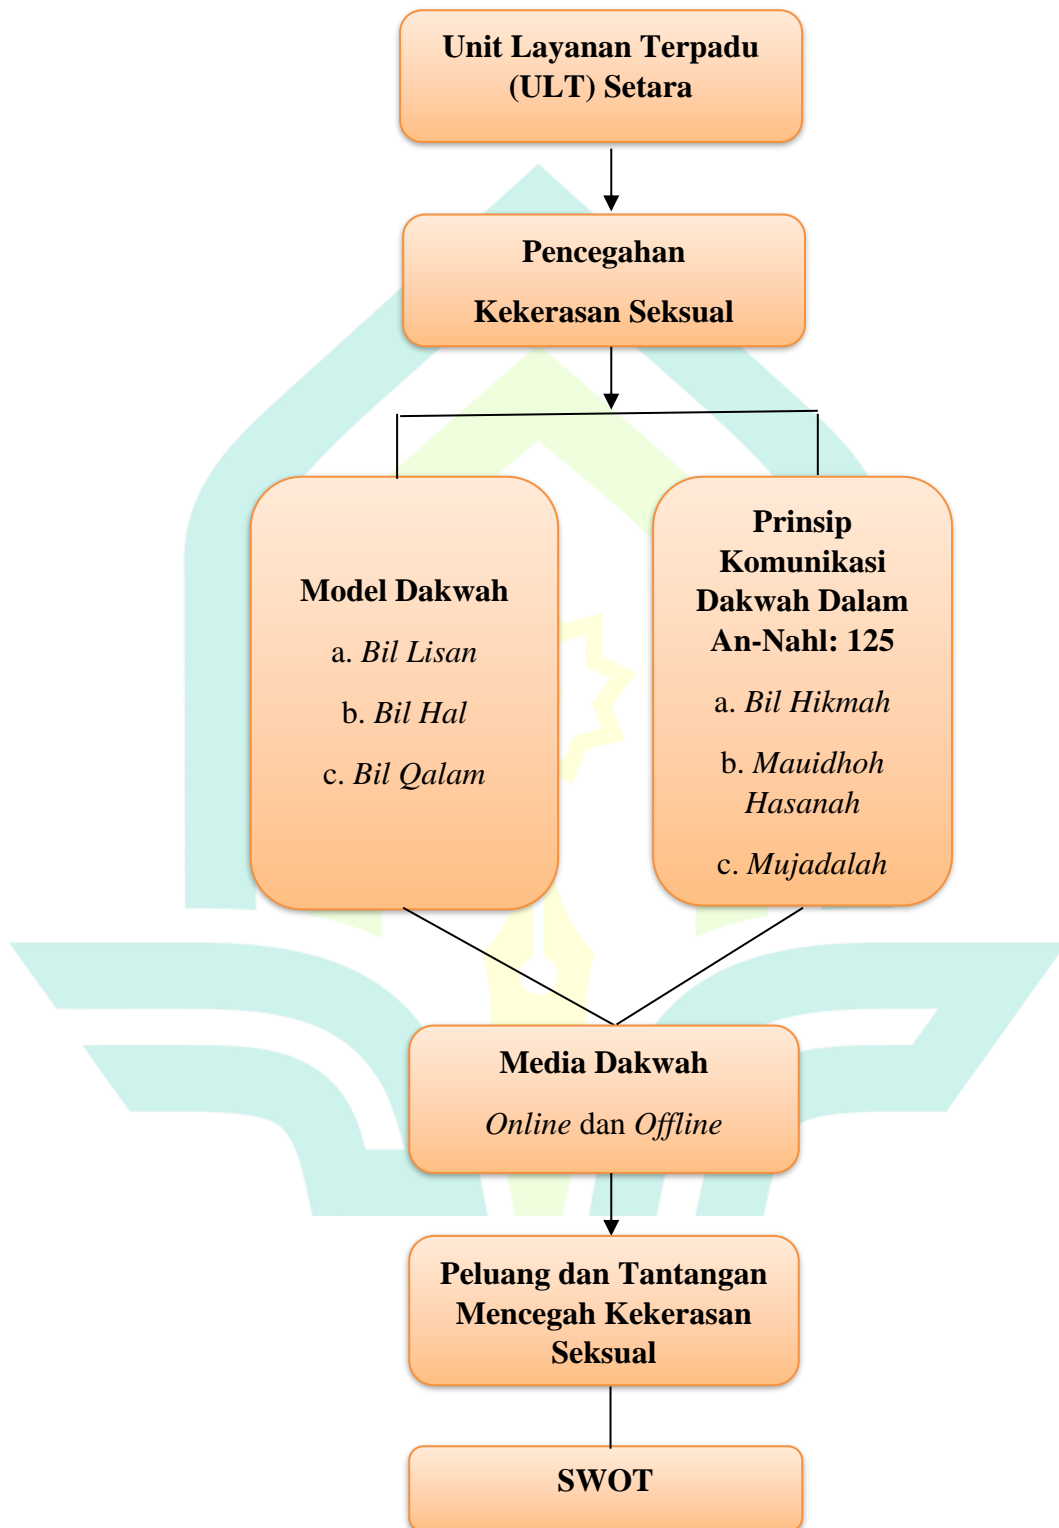 Unit Layanan Terpadu
(ULT) Setara
Pencegahan
Kekerasan Seksual
Model Dakwah
a. Bil Lisan
b. Bil Hal
c. Bil Qalam
Prinsip
Komunikasi
Dakwah Dalam
An-Nahl: 125
a. Bil Hikmah
b. Mauidhoh
Hasanah
c. Mujadalah
Media Dakwah
Online dan Offline
Peluang dan Tantangan
Mencegah Kekerasan
Seksual
SWOT